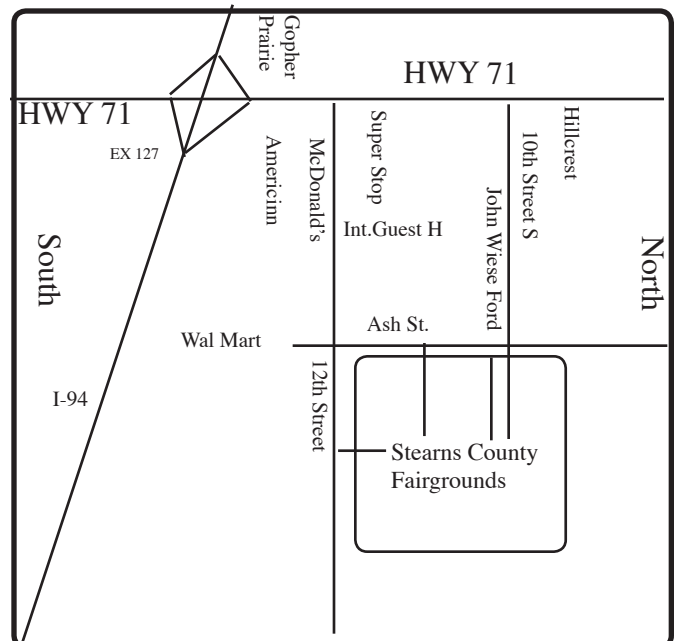 Gopher
Prairie
HWY 71
HWY 71
EX 127
Americinn
McDonald's
Super Stop
Int.Guest H
John Wiese Ford
10th Street S
Hillcrest
South
North
Wal Mart
Ash St.
I-94
12th Street
Stearns County
Fairgrounds